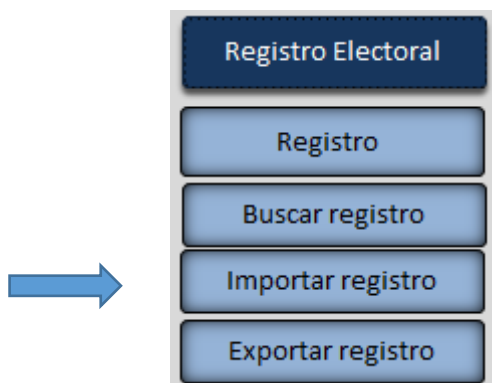 Registro Electoral
Registro
Buscar registro
Importar registro
Exportar registro